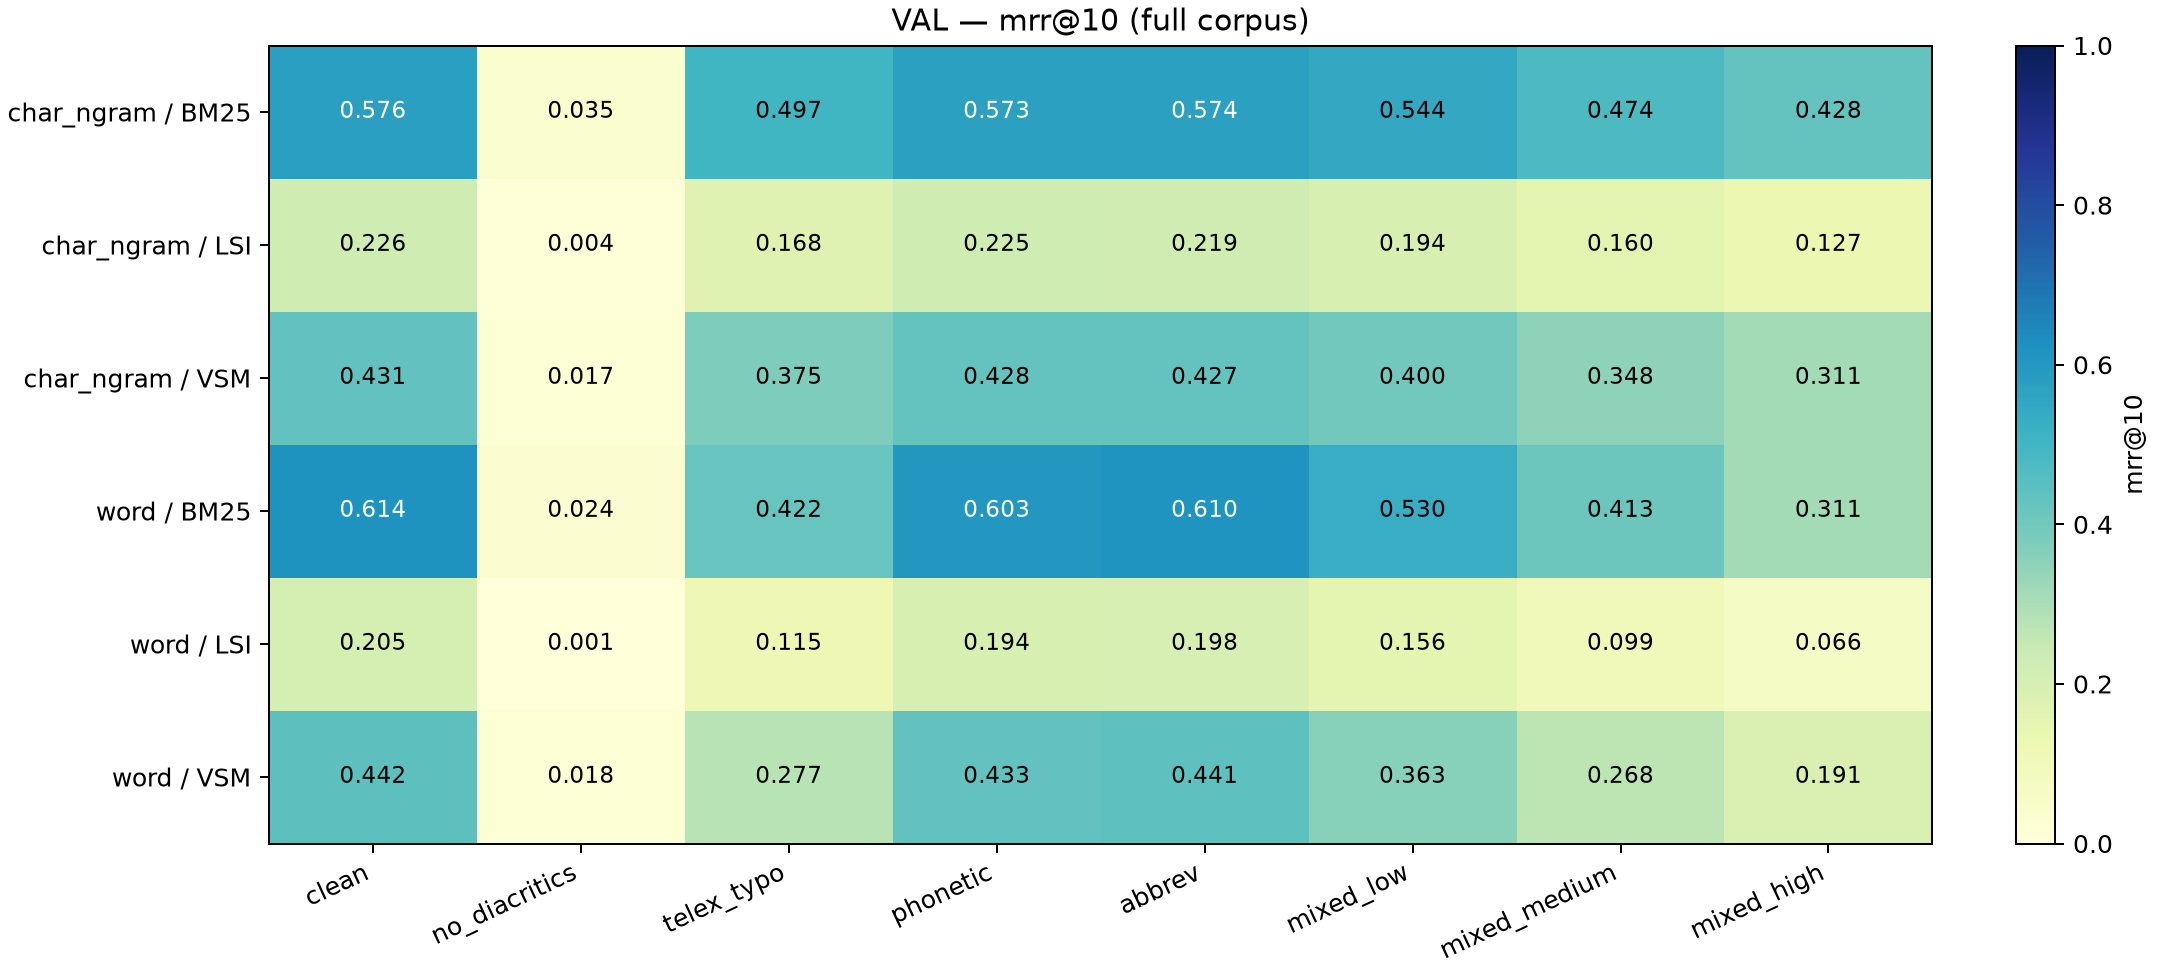 VAL — mrr@10 (full corpus)
char_ngram / BM25 0.576 0.035 0.497 0.573 0.574 0.544 0.474 0.428
char_ngram / LSI 0.226 0.004 0.168 0.225 0.219 0.194 0.160 0.127
char_ngram / VSM 0.431 0.017 0.375 0.428 0.427 0.400 0.348 0.311
word / BM25 0.614 0.024 0.422 0.603 0.610 0.530 0.413 0.311
word / LSI 0.205 0.001 0.115 0.194 0.198 0.156 0.099 0.066
word / VSM 0.442 0.018 0.277 0.433 0.441 0.363 0.268 0.191
clean no_diacritics telex_typo phonetic abbrev mixed_low mixed_medium mixed_high
1.0
0.8
0.6
0.4
0.2
0.0
mrr@10